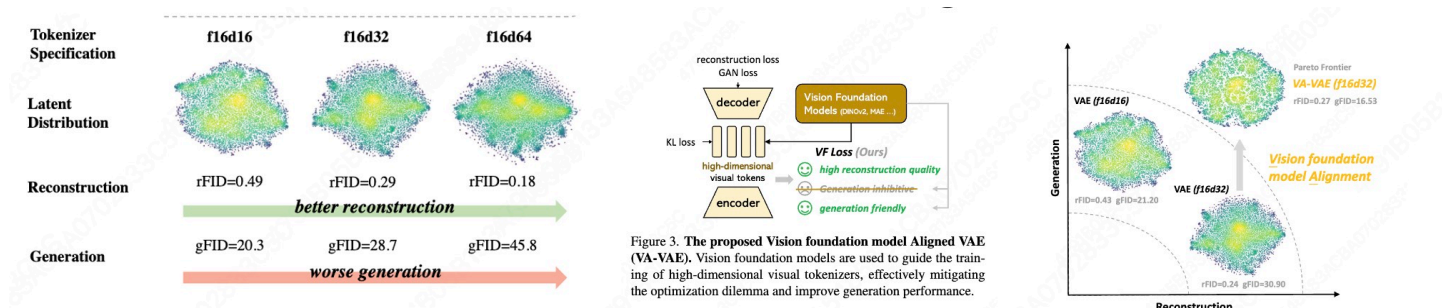 Tokenizer Specification
f16d16 f16d32 f16d64
Latent Distribution
Reconstruction
rFID=0.49 rFID=0.29 rFID=0.18
better reconstruction
Generation
gFID=20.3 gFID=28.7 gFID=45.8
worse generation
reconstruction loss
GAN loss
decoder
Vision Foundation
Models (DINOv2, MAE ...)
KL loss
VF Loss (Ours)
high-dimensional
visual tokens
high reconstruction quality
Generation inhibitive
generation friendly
encoder
Figure 3. The proposed Vision foundation model Aligned VAE
(VA-VAE). Vision foundation models are used to guide the train-
ing of high-dimensional visual tokenizers, effectively mitigating
the optimization dilemma and improve generation performance.
Generation
Pareto Frontier
VA-VAE (f16d32)
rFID=0.27 gFID=16.53
VAE (f16d16)
rFID=0.43 gFID=21.20
Vision foundation
model Alignment
VAE (f16d32)
rFID=0.24 gFID=30.90
Reconstruction